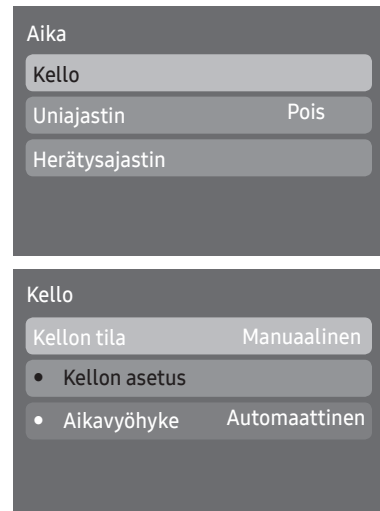 Aika
Kello
Uniajastin Pois
Herätysajastin
Kello
Kellon tila Manuaalinen
• Kellon asetus
• Aikavyöhyke Automaattinen